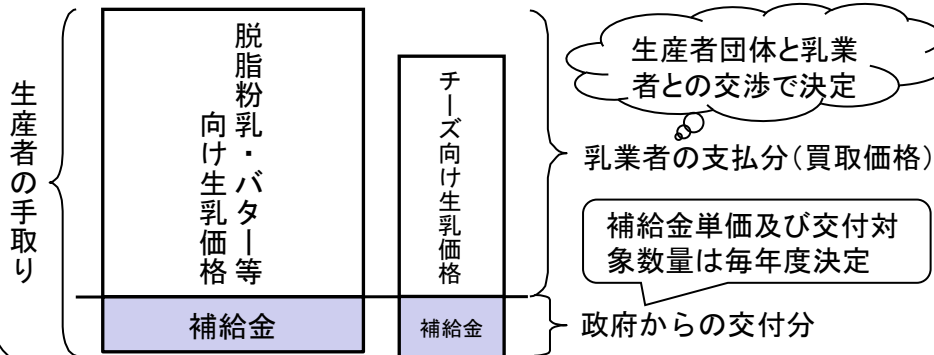 生産者の手取り
脱脂粉乳・バター等
向け生乳価格
チーズ向け生乳価格
生産者団体と乳業
者との交渉で決定
乳業者の支払分（買取価格）
補給金単価及び交付対
象数量は毎年度決定
補給金
補給金
政府からの交付分